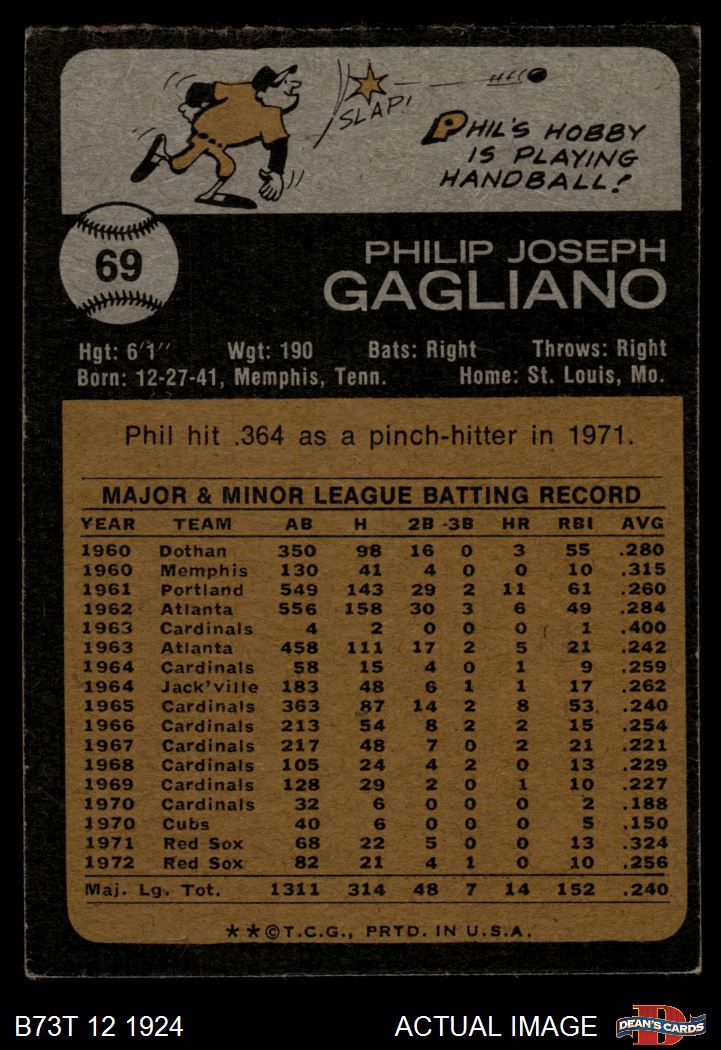 SLAP!
PHIL'S HOBBY
IS PLAYING
HANDBALL!
69
PHILIP JOSEPH
GAGLIANO
Hgt: 6'1" Wgt: 190 Bats: Right Throws: Right
Born: 12-27-41, Memphis, Tenn. Home: St. Louis, Mo.
Phil hit .364 as a pinch-hitter in 1971.
MAJOR & MINOR LEAGUE BATTING RECORD
YEAR TEAM AB H 2B 3B HR RBI AVG
1960 Dothan 350 98 16 0 3 55 .280
1960 Memphis 130 41 4 0 0 10 .315
1961 Portland 549 143 29 2 11 61 .260
1962 Atlanta 556 158 30 3 6 49 .284
1963 Cardinals 4 2 0 0 0 1 .400
1963 Atlanta 458 111 17 2 5 21 .242
1964 Cardinals 58 15 4 0 1 9 .259
1964 Jack'ville 183 48 6 1 1 17 .262
1965 Cardinals 363 87 14 2 8 53 .240
1966 Cardinals 213 54 8 2 2 15 .254
1967 Cardinals 217 48 7 0 2 21 .221
1968 Cardinals 105 24 4 2 0 13 .229
1969 Cardinals 128 29 2 0 1 10 .227
1970 Cardinals 32 6 0 0 0 2 .188
1970 Cubs 40 6 0 0 0 5 .150
1971 Red Sox 68 22 5 0 0 13 .324
1972 Red Sox 82 21 4 1 0 10 .256
Maj. Lg. Tot. 1311 314 48 7 14 152 .240
**©T.C.G., PRTD. IN U.S.A.
B73T 12 1924 ACTUAL IMAGE DEAN'S CARDS